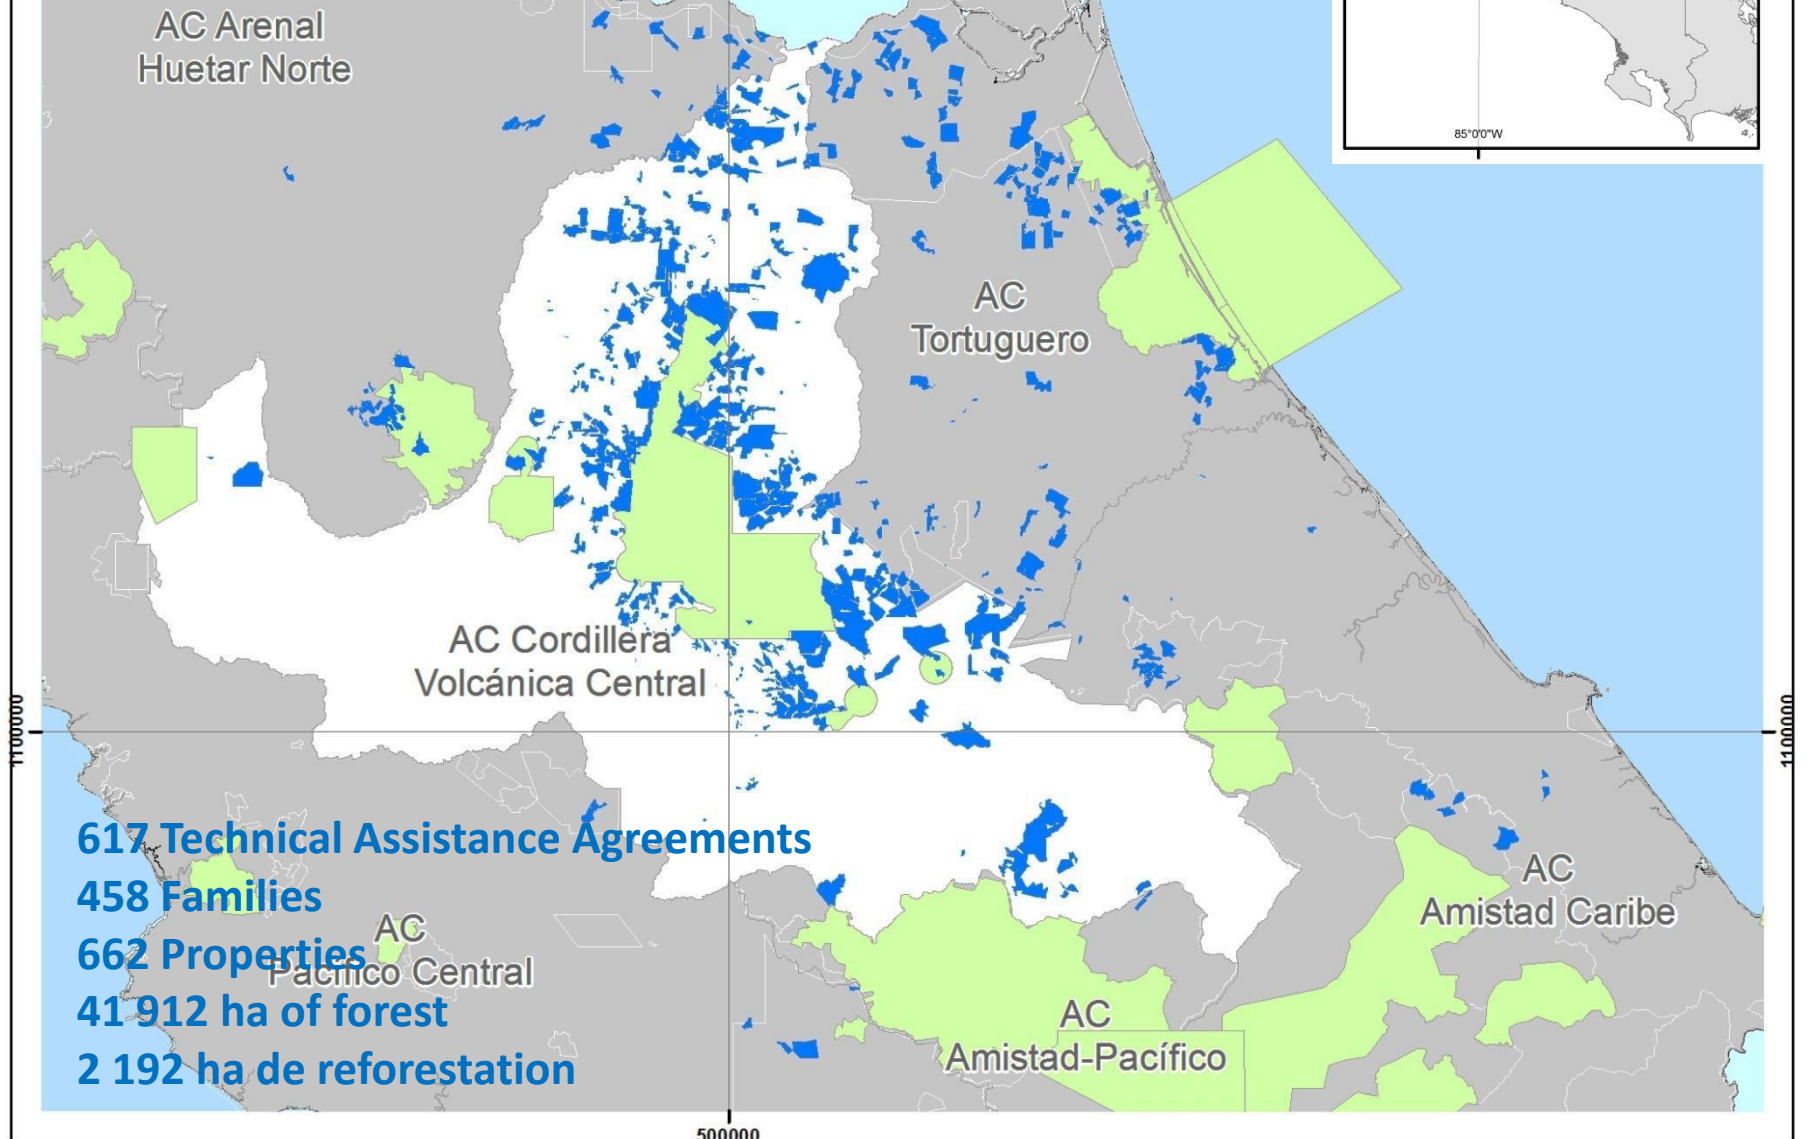 AC Arenal
Huetar Norte
85°0'0"W
AC
Tortuguero
AC Cordillera
Volcánica Central
1100000
1100000
617 Technical Assistance Agreements
458 Families
662 Properties
41 912 ha of forest
2 192 ha de reforestation
AC
Pacífico Central
AC
Amistad Caribe
AC
Amistad-Pacífico
500000